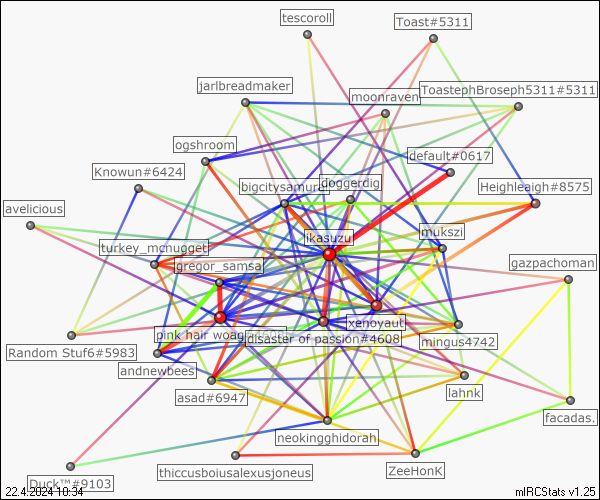 tescoroll
Toast#5311
jarlbreadmaker
ToastephBroseph5311#5311
moonraven
ogshroom
default#0617
Knowun#6424
doggerdig
bigcitysamurai
Heighleaigh#8575
avelicious
ikasuzu
mukszi
turkey_mcnugget
gregor_samsa
gazpachoman
xenoyaut
pink hair woag
disaster of passion#4608
mingus4742
Random Stuf6#5983
andnewbees
asad#6947
lahnk
facadas.
neokingghidorah
thiccusboiusalexusjoneus
ZeeHonK
Duck™#9103
22.4.2024 10:34
mIRCStats v1.25